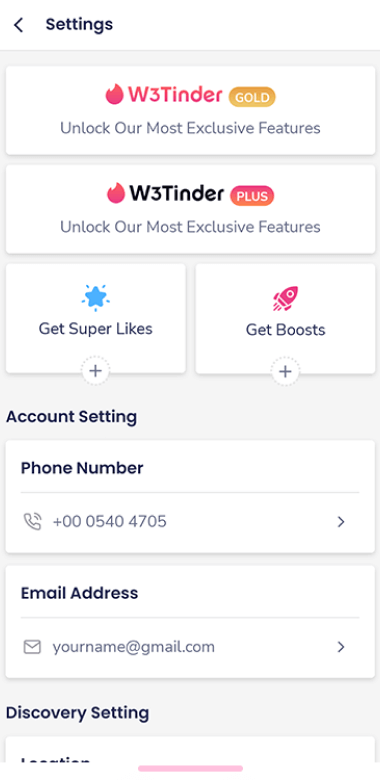 Settings
W3Tinder GOLD
Unlock Our Most Exclusive Features
W3Tinder PLUS
Unlock Our Most Exclusive Features
Get Super Likes
Get Boosts
Account Setting
Phone Number
+00 0540 4705
Email Address
yourname@gmail.com
Discovery Setting
Location